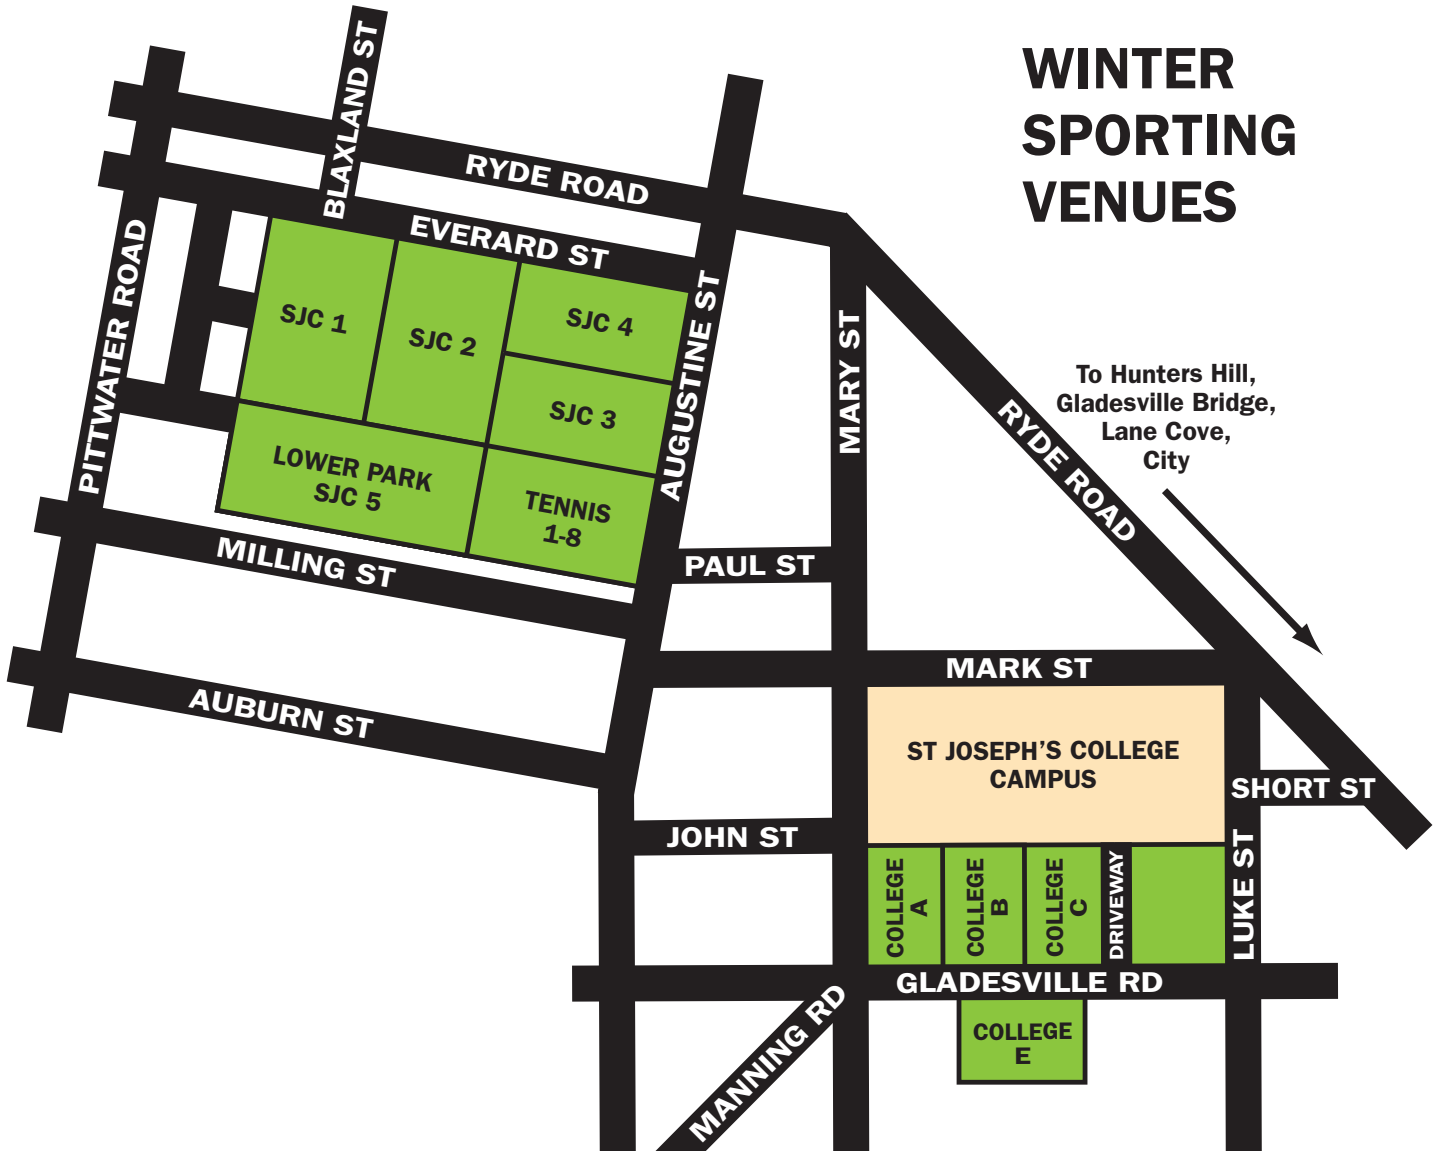 WINTER
SPORTING
VENUES
BLAXLAND ST
RYDE ROAD
EVERARD ST
PITTWATER ROAD
SJC 1
SJC 2
SJC 4
SJC 3
AUGUSTINE ST
MARY ST
To Hunters Hill,
Gladesville Bridge,
Lane Cove,
City
RYDE ROAD
LOWER PARK
SJC 5
TENNIS
1-8
MILLING ST
PAUL ST
MARK ST
AUBURN ST
ST JOSEPH'S COLLEGE
CAMPUS
SHORT ST
JOHN ST
COLLEGE
A
COLLEGE
B
COLLEGE
C
DRIVEWAY
LUKE ST
GLADESVILLE RD
MANNING RD
COLLEGE
E